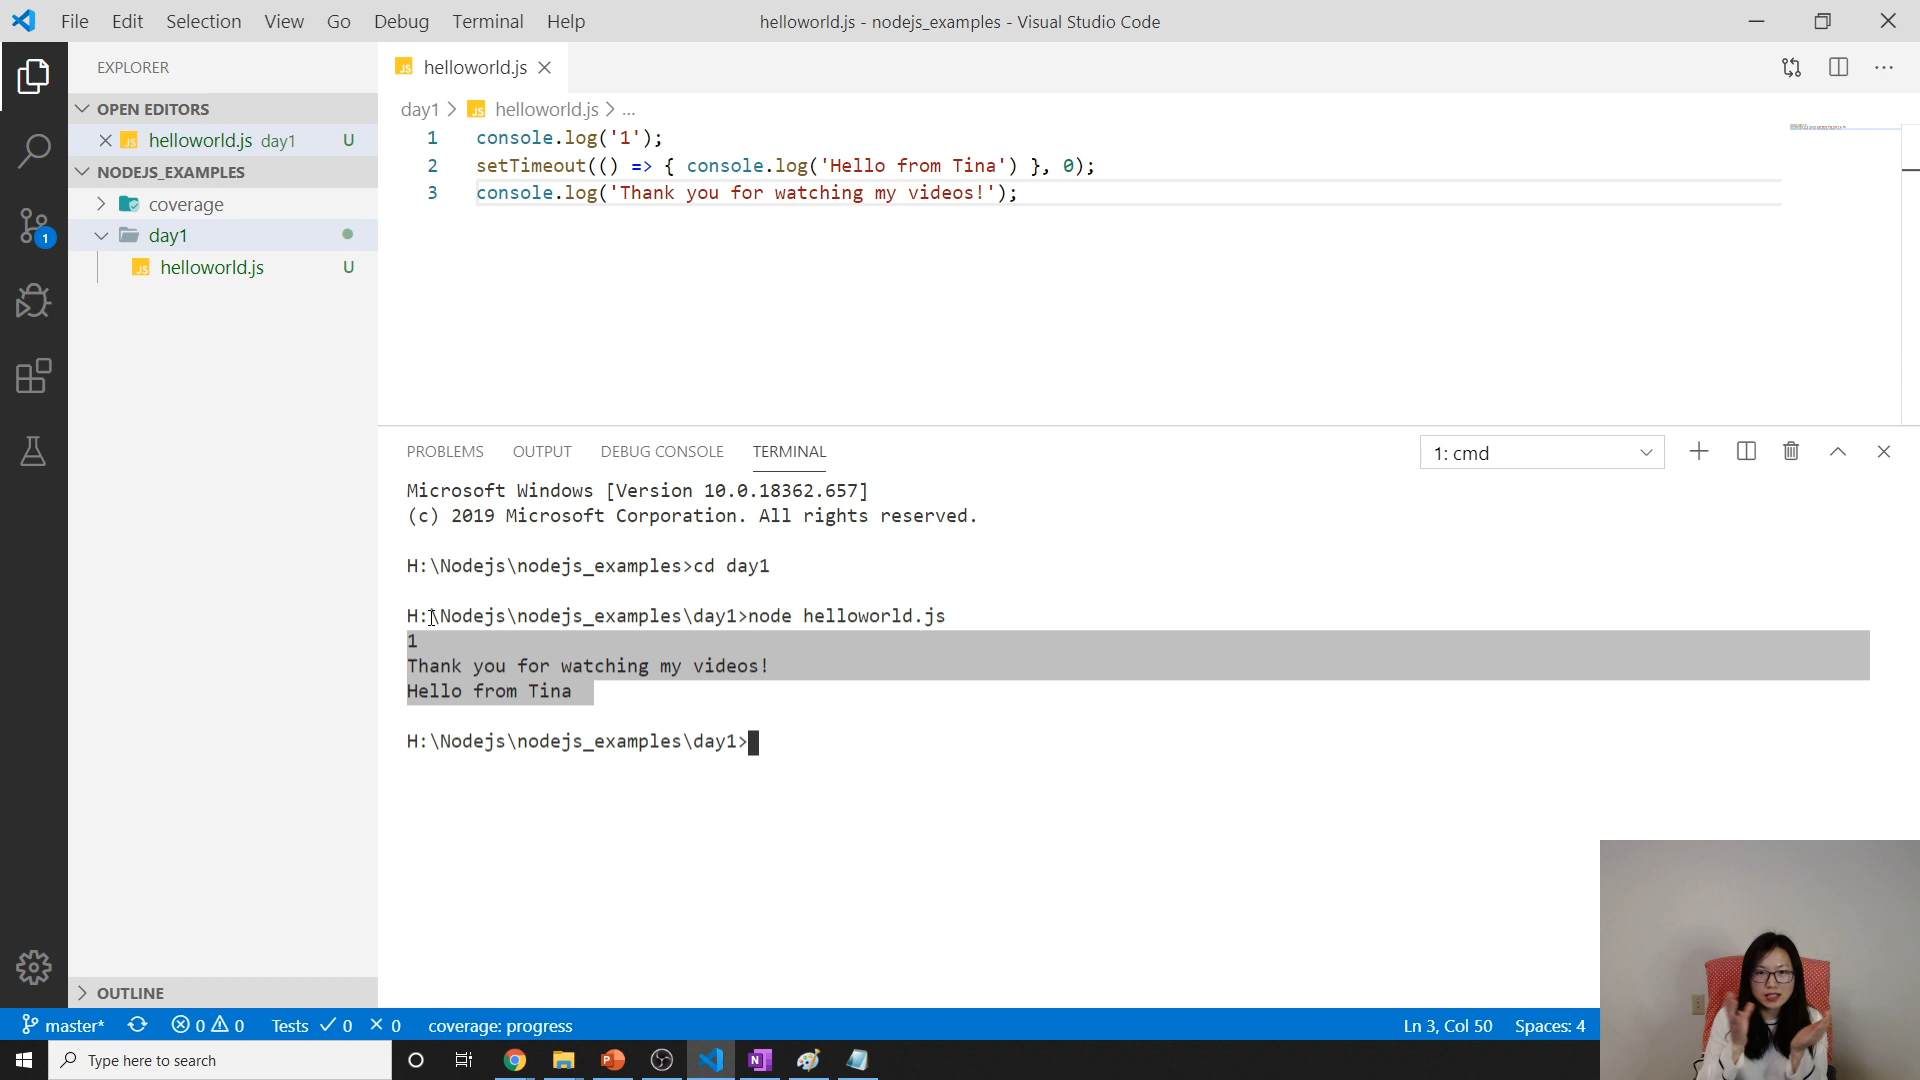 File Edit Selection View Go Debug Terminal Help
helloworld.js - nodejs_examples - Visual Studio Code
EXPLORER
OPEN EDITORS
helloworld.js day1 U
NODEJS_EXAMPLES
coverage
day1
JS helloworld.js U
OUTLINE
JS helloworld.js
day1 > JS helloworld.js > ...
1 console.log('1');
2 setTimeout(() => { console.log('Hello from Tina') }, 0);
3 console.log('Thank you for watching my videos!');
PROBLEMS OUTPUT DEBUG CONSOLE TERMINAL
1: cmd
Microsoft Windows [Version 10.0.18362.657]
(c) 2019 Microsoft Corporation. All rights reserved.
H:\Nodejs\nodejs_examples>cd day1
H:\Nodejs\nodejs_examples\day1>node helloworld.js
1
Thank you for watching my videos!
Hello from Tina
H:\Nodejs\nodejs_examples\day1>
master* 0 0 Tests 0 0 coverage: progress
Ln 3, Col 50 Spaces: 4
Type here to search